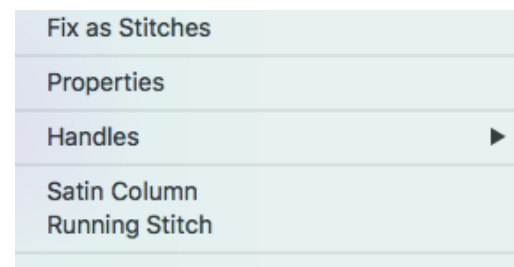 Fix as Stitches
Properties
Handles
Satin Column
Running Stitch